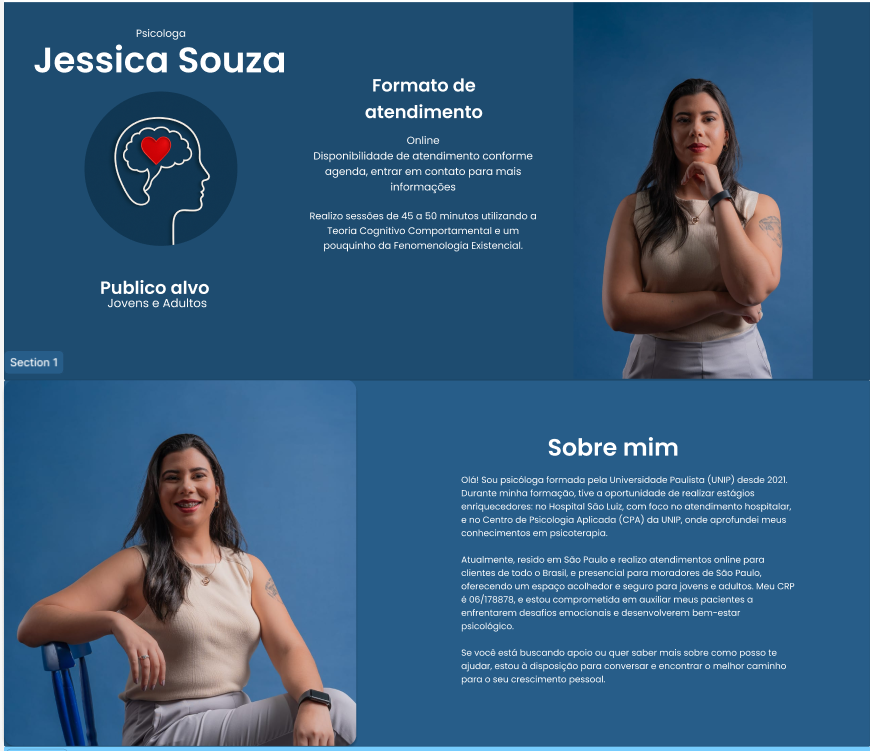 Psicologa
Jessica Souza
Publico alvo
Jovens e Adultos
Formato de
atendimento
Online
Disponibilidade de atendimento conforme
agenda, entrar em contato para mais
informações
Realizo sessões de 45 a 50 minutos utilizando a
Teoria Cognitivo Comportamental e um
pouquinho da Fenomenologia Existencial.
Section 1
Sobre mim
Olá! Sou psicóloga formada pela Universidade Paulista (UNIP) desde 2021.
Durante minha formação, tive a oportunidade de realizar estágios
enriquecedores: no Hospital São Luiz, com foco no atendimento hospitalar,
e no Centro de Psicologia Aplicada (CPA) da UNIP, onde aprofundei meus
conhecimentos em psicoterapia.
Atualmente, resido em São Paulo e realizo atendimentos online para
clientes de todo o Brasil, e presencial para moradores de São Paulo,
oferecendo um espaço acolhedor e seguro para jovens e adultos. Meu CRP
é 06/178878, e estou comprometida em auxiliar meus pacientes a
enfrentarem desafios emocionais e desenvolverem bem-estar
psicológico.
Se você está buscando apoio ou quer saber mais sobre como posso te
ajudar, estou à disposição para conversar e encontrar o melhor caminho
para o seu crescimento pessoal.